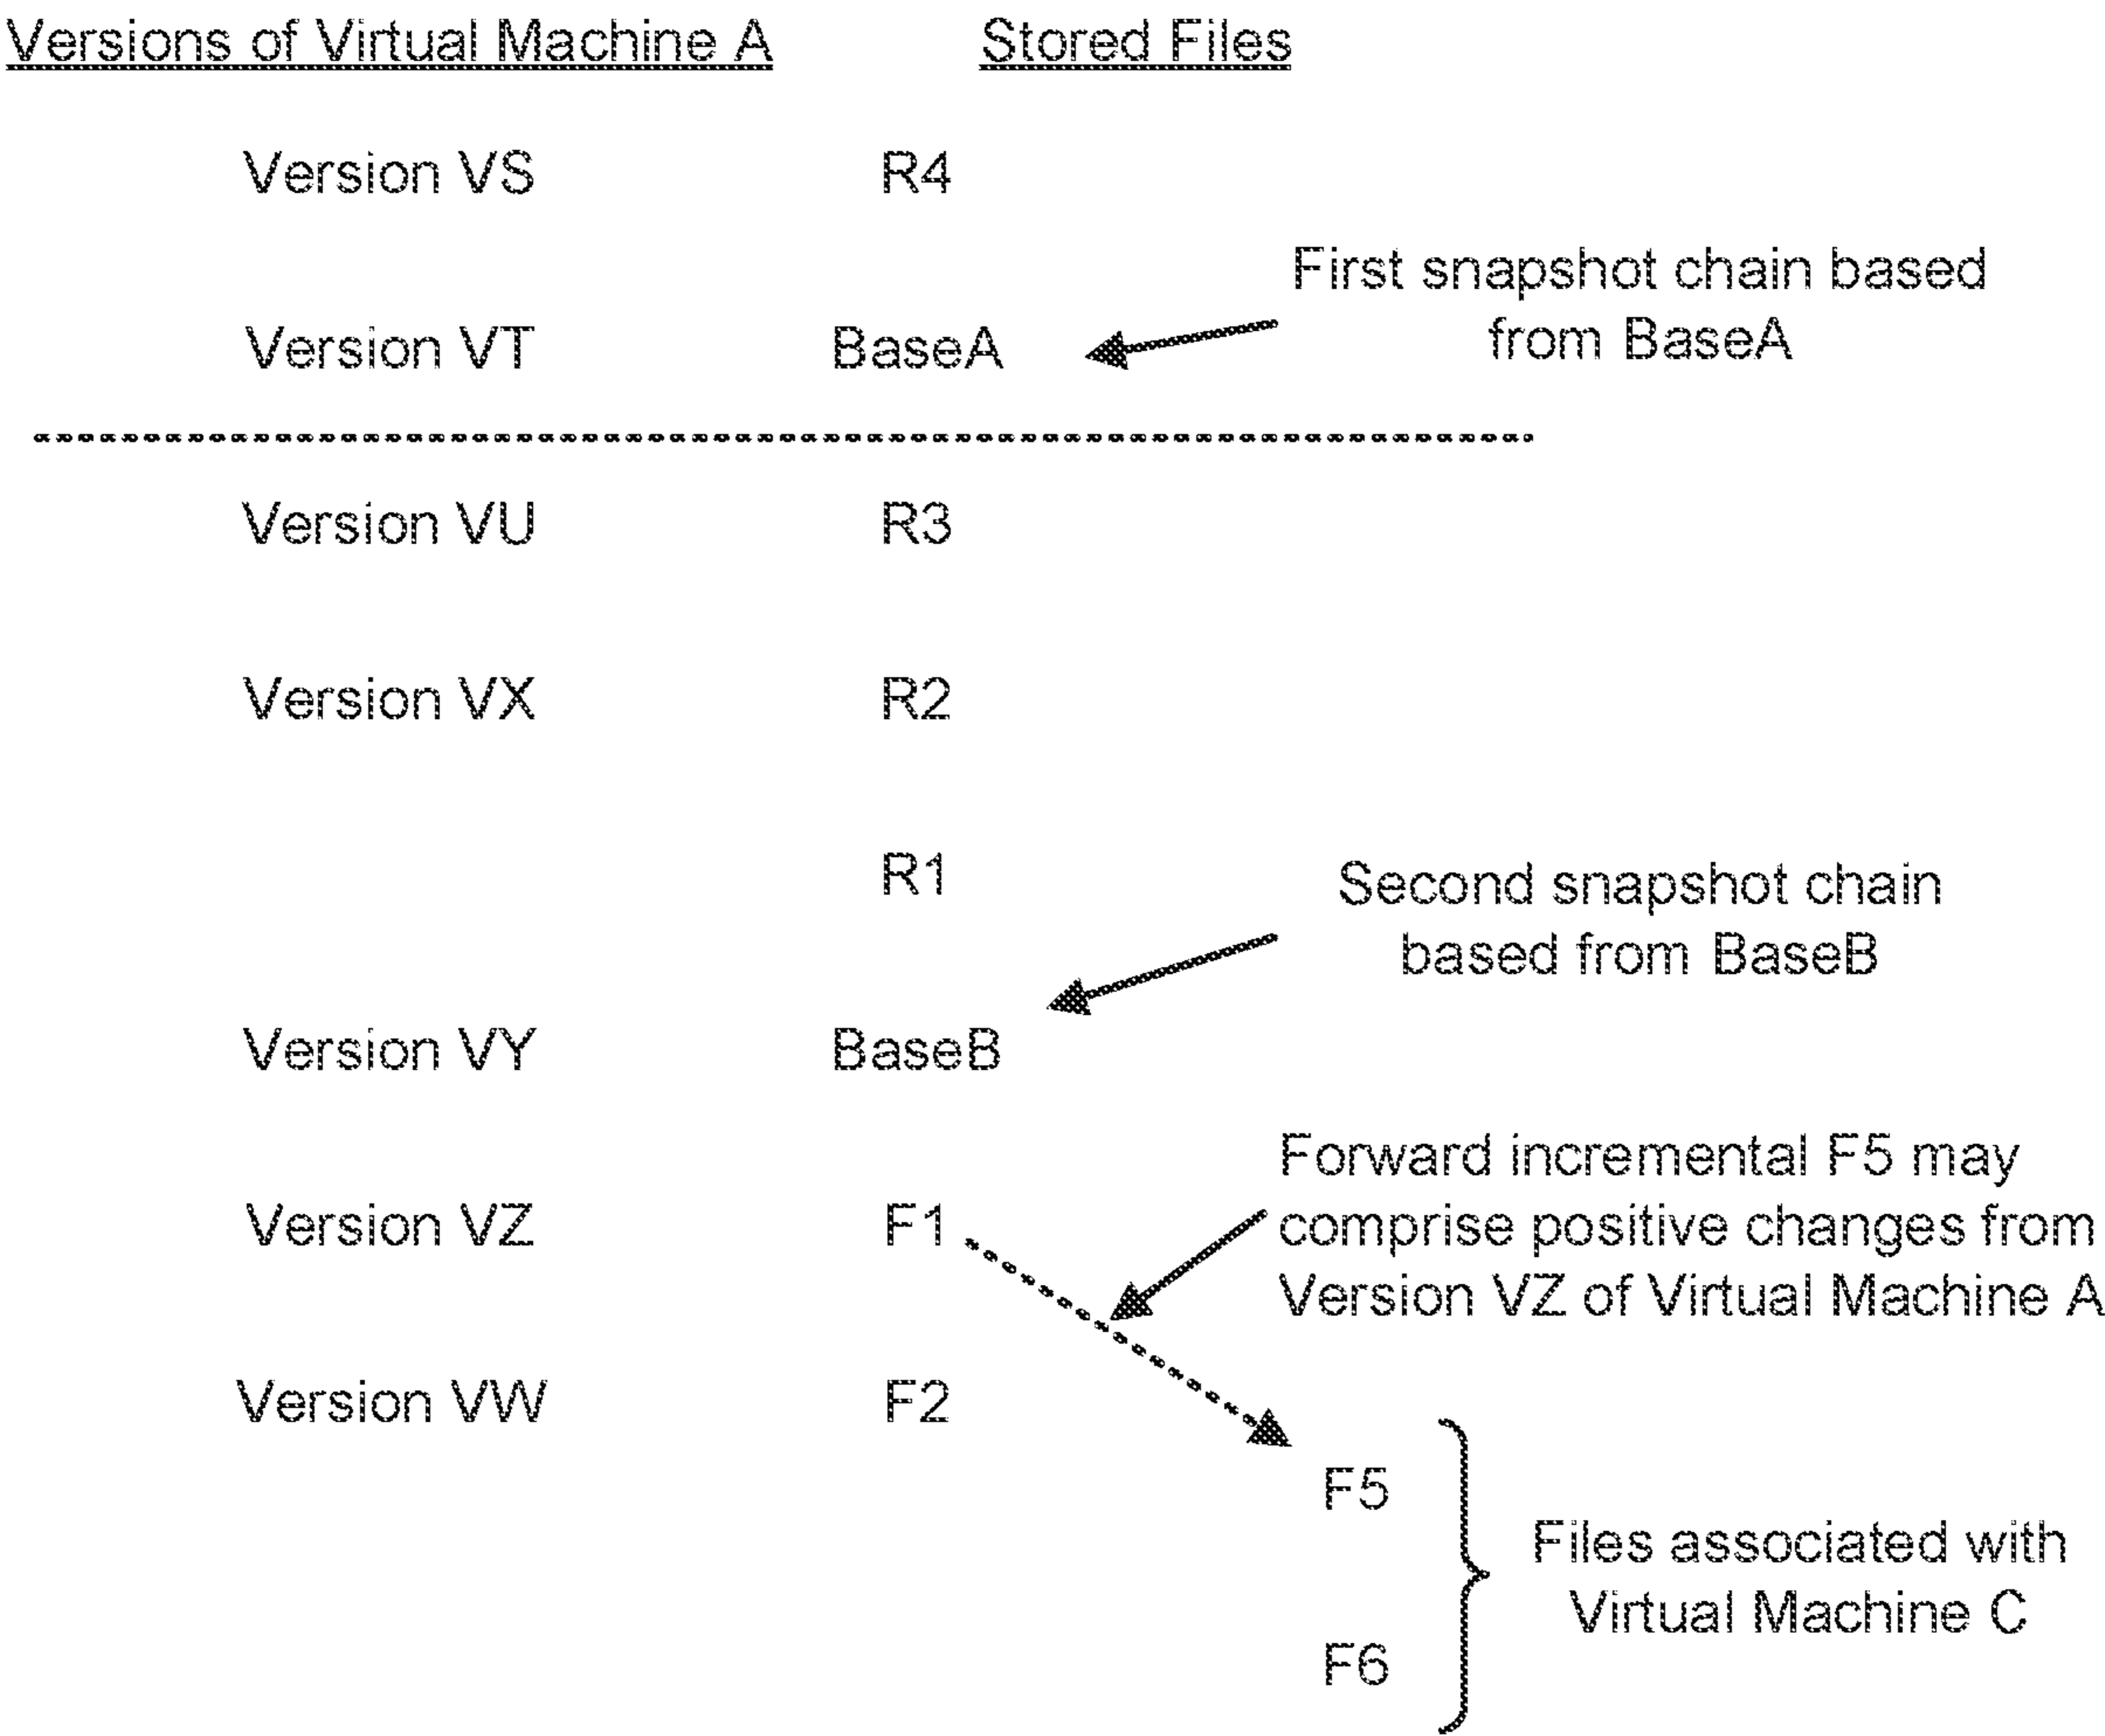 Versions of Virtual Machine A Stored Files
Version VS R4
First snapshot chain based
from BaseA
Version VT BaseA
Version VU R3
Version VX R2
R1
Second snapshot chain
based from BaseB
Version VY BaseB
Forward incremental F5 may
comprise positive changes from
Version VZ of Virtual Machine A
Version VZ F1
Version VW F2
F5
Files associated with
Virtual Machine C
F6